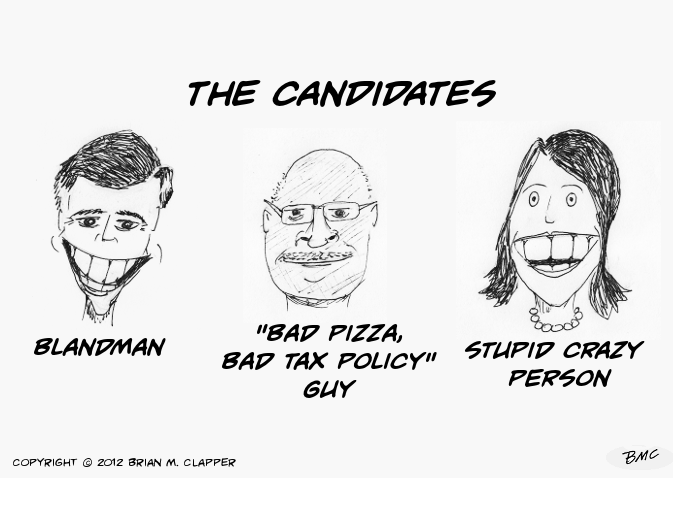 THE CANDIDATES
BLANDMAN
"BAD PIZZA,
BAD TAX POLICY"
GUY
STUPID CRAZY
PERSON
COPYRIGHT © 2012 BRIAN M. CLAPPER
BMC